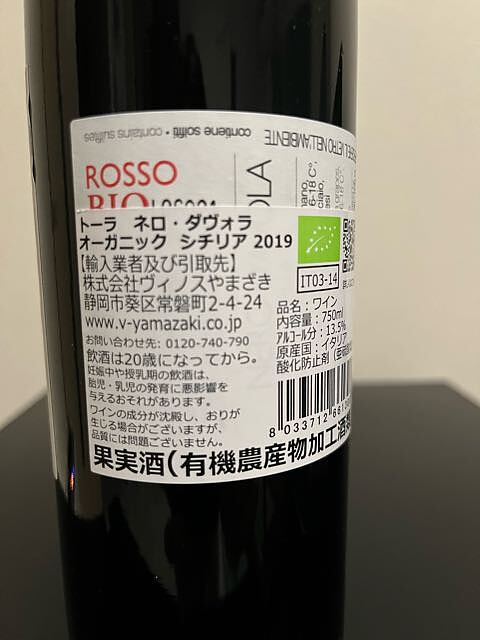 contiene solfiti • contains sulfites
NELL'AMBIENTE
ROSSO
BIO
トーラ ネロ・ダヴォラ
オーガニック シチリア 2019
【輸入業者及び引取先】
株式会社ヴィノスやまざき
静岡市葵区常磐町2-4-24
www.v-yamazaki.co.jp
お問い合わせ先: 0120-740-790
飲酒は20歳になってから。
妊娠中や授乳期の飲酒は、
胎児・乳児の発育に悪影響を
与えるおそれがあります。
ワインの成分が沈殿し、おりが
生じる場合がございますが、
品質には問題ございません。
果実酒(有機農産物加工酒
IT03-14
品名:ワイン
内容量:750ml
アルコール分:13.5%
原産国:イタリア
酸化防止剤
8 033712